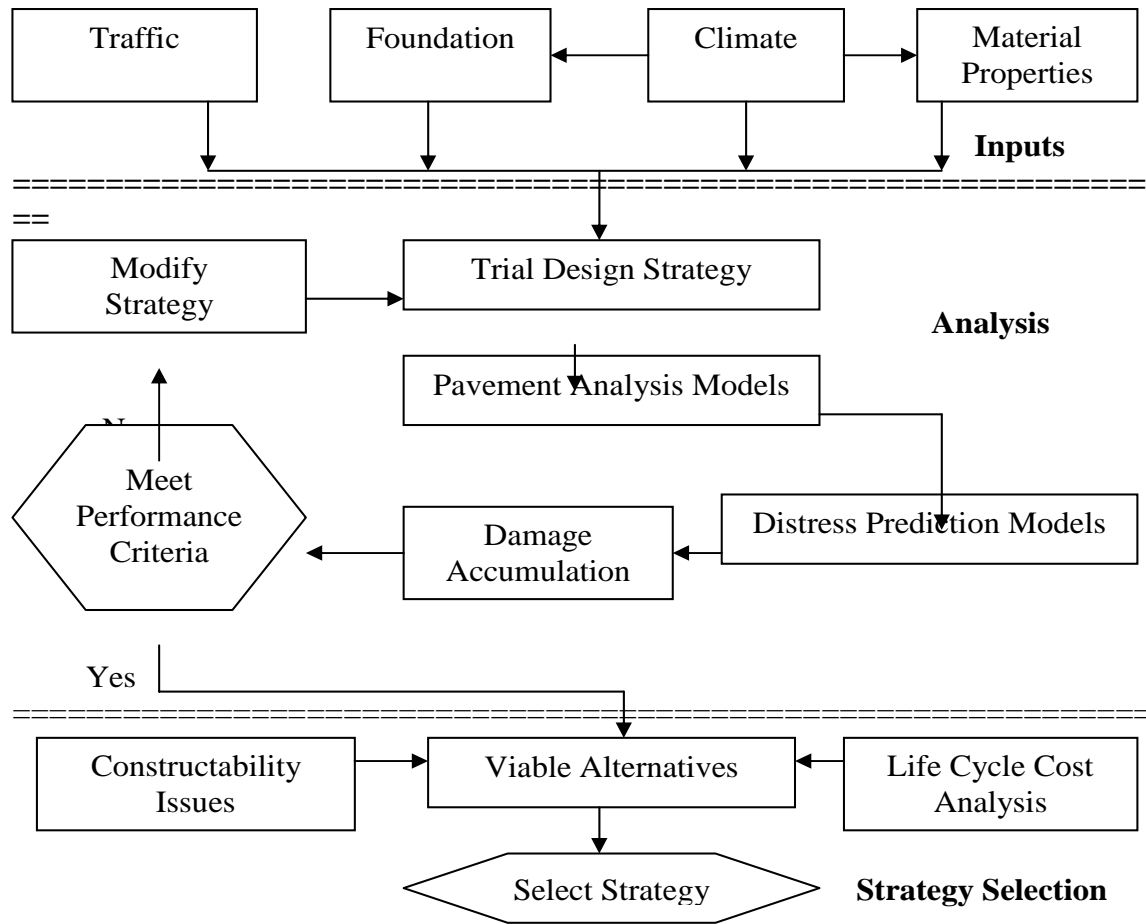 Traffic
Foundation
Climate
Material
Properties
Inputs
==============================================================
==
Modify
Strategy
Trial Design Strategy
Analysis
Pavement Analysis Models
Meet
Performance
Criteria
Damage
Accumulation
Distress Prediction Models
Yes
==============================================================
Constructability
Issues
Viable Alternatives
Life Cycle Cost
Analysis
Select Strategy
Strategy Selection